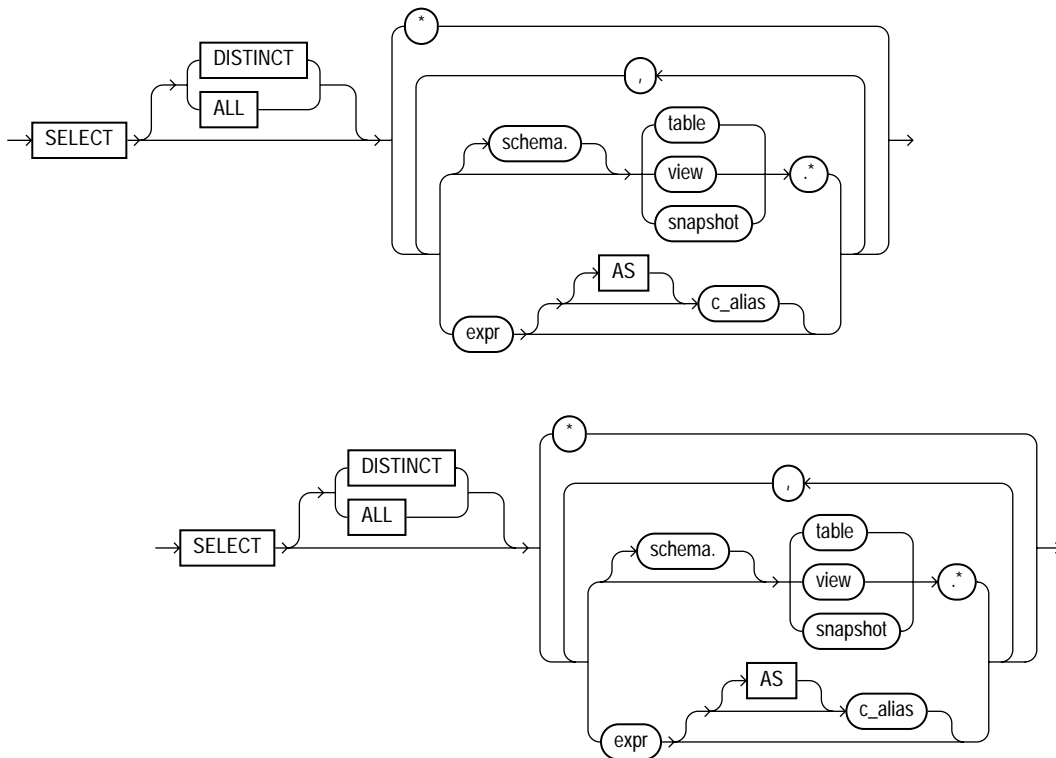 *
DISTINCT
,
ALL
SELECT
schema.
table
view
.*
snapshot
AS
c_alias
expr
*
DISTINCT
,
ALL
SELECT
schema.
table
view
.*
snapshot
AS
c_alias
expr